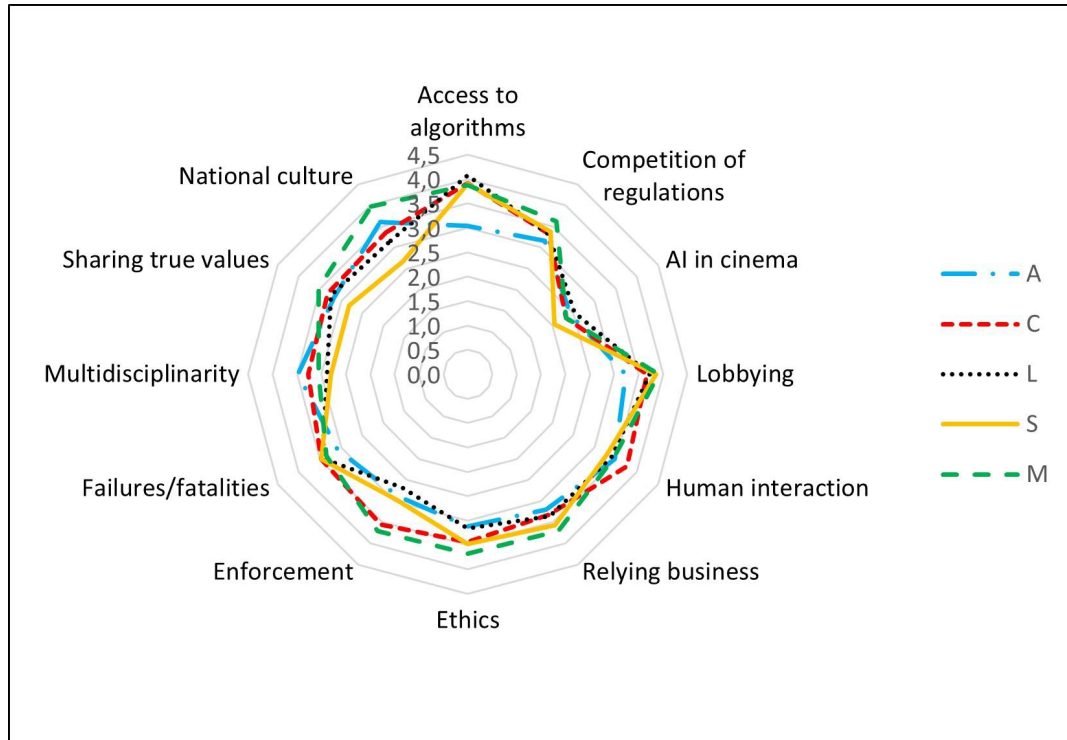 Access to
algorithms
Competition of
regulations
AI in cinema
Lobbying
Human interaction
Relying business
Ethics
Enforcement
Failures/fatalities
Multidisciplinarity
Sharing true values
National culture
4,5
4,0
3,5
3,0
2,5
2,0
1,5
1,0
0,5
0,0
A
C
L
S
M